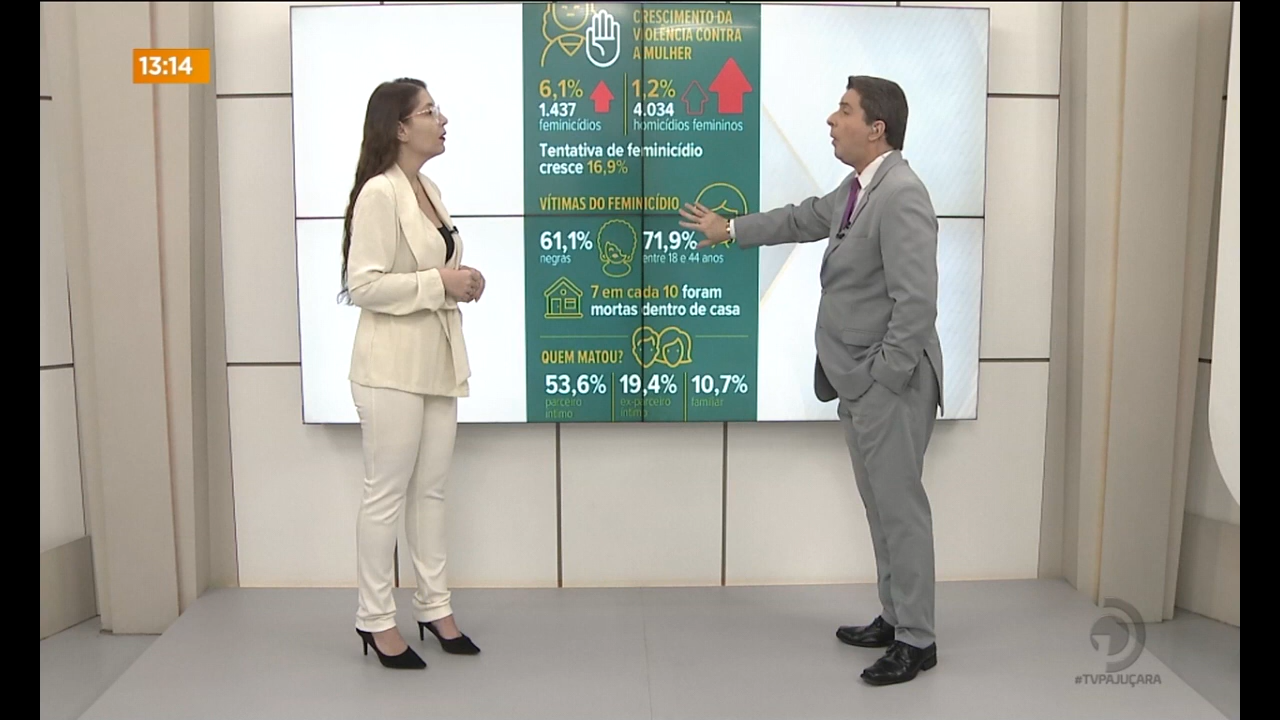 13:14
CRESCIMENTO DA
VIOLÊNCIA CONTRA
A MULHER
6,1%
1.437
feminicídios
1,2%
4.034
homicídios femininos
Tentativa de feminicídio
cresce 16,9%
VÍTIMAS DO FEMINICÍDIO
61,1%
negras
71,9%
entre 18 e 44 anos
7 em cada 10 foram
mortas dentro de casa
QUEM MATOU?
53,6%
parceiro
íntimo
19,4%
ex-parceiro
íntimo
10,7%
familiar
#TVPAJUÇARA